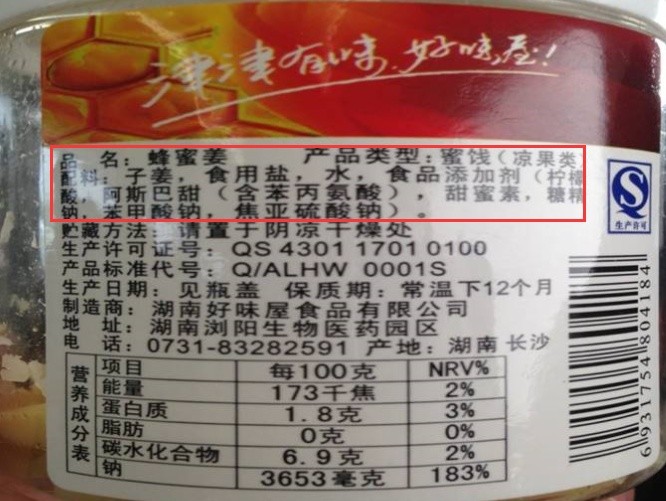 津津有味 好味屋!
品 名：蜂蜜姜 产品类型：蜜饯（凉果类）
配料：子姜，食用盐，水，食品添加剂（柠檬
酸，阿斯巴甜（含苯丙氨酸），甜蜜素，糖精
钠，苯甲酸钠，焦亚硫酸钠）。
贮藏方法：请置于阴凉干燥处
生产许可证号：QS 4301 1701 0100
产品标准代号：Q/ALHW 0001S
生产日期：见瓶盖 保质期：常温下12个月
制造商：湖南好味屋食品有限公司
地 址：湖南浏阳生物医药园区
电 话：0731-83282591 产地：湖南 长沙
QS
生产许可
营养成分表
项目 每100克 NRV%
能量 173千焦 2%
蛋白质 1.8克 3%
脂肪 0克 0%
碳水化合物 6.9克 2%
钠 3653毫克 183%
6 931754 804184